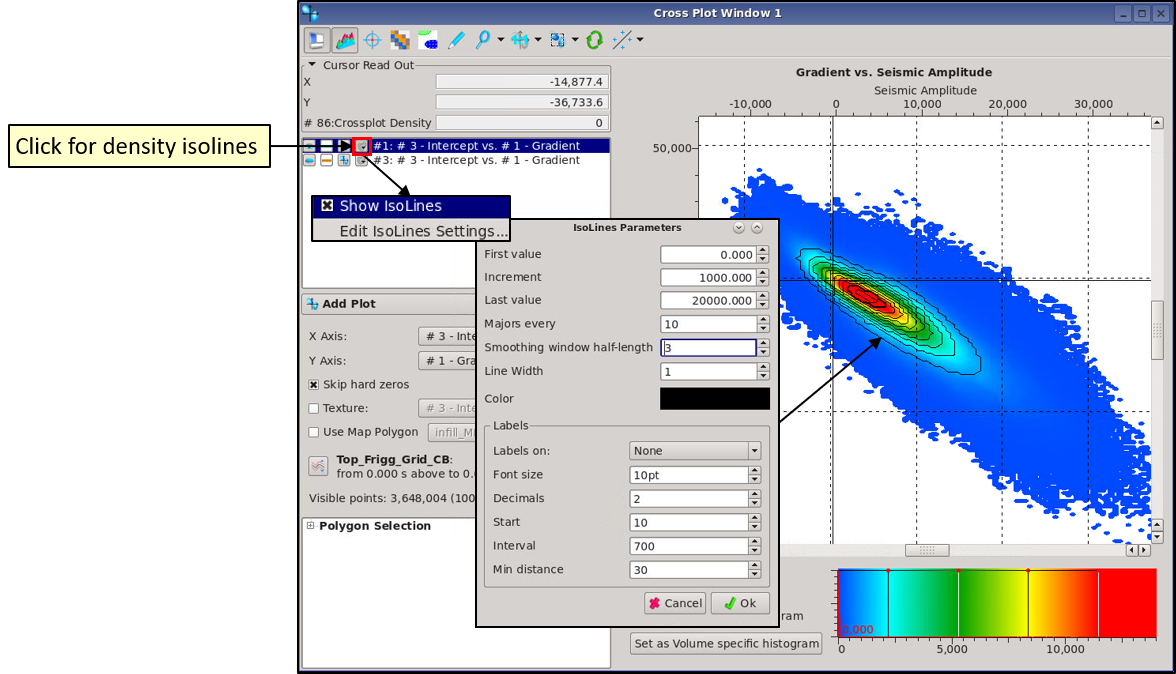 Cross Plot Window 1
Cursor Read Out
X -14,877.4
Y -36,733.6
# 86:Crossplot Density 0
Click for density isolines
#1: # 3 - Intercept vs. # 1 - Gradient
#3: # 3 - Intercept vs. # 1 - Gradient
Show IsoLines
Edit IsoLines Settings...
Add Plot
X Axis: # 3 - Inte
Y Axis: # 1 - Gra
Skip hard zeros
Texture: # 3 - Inte
Use Map Polygon infill_M
Top_Frigg_Grid_CB:
from 0.000 s above to 0.
Visible points: 3,648,004 (100
Polygon Selection
IsoLines Parameters
First value 0.000
Increment 1000.000
Last value 20000.000
Majors every 10
Smoothing window half-length 3
Line Width 1
Color
Labels
Labels on: None
Font size 10pt
Decimals 2
Start 10
Interval 700
Min distance 30
Cancel Ok
Gradient vs. Seismic Amplitude
Seismic Amplitude
-10,000 0 10,000 20,000 30,000
50,000
ram
Set as Volume specific histogram
0,000
0 5,000 10,000